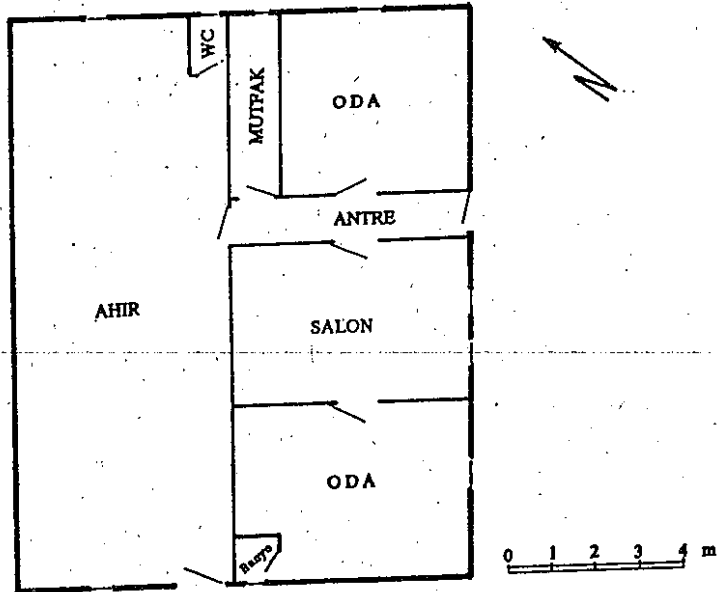 WC
MUTFAK
ODA
N
ANTRE
AHIR
SALON
ODA
Banyo
0 1 2 3 4 m